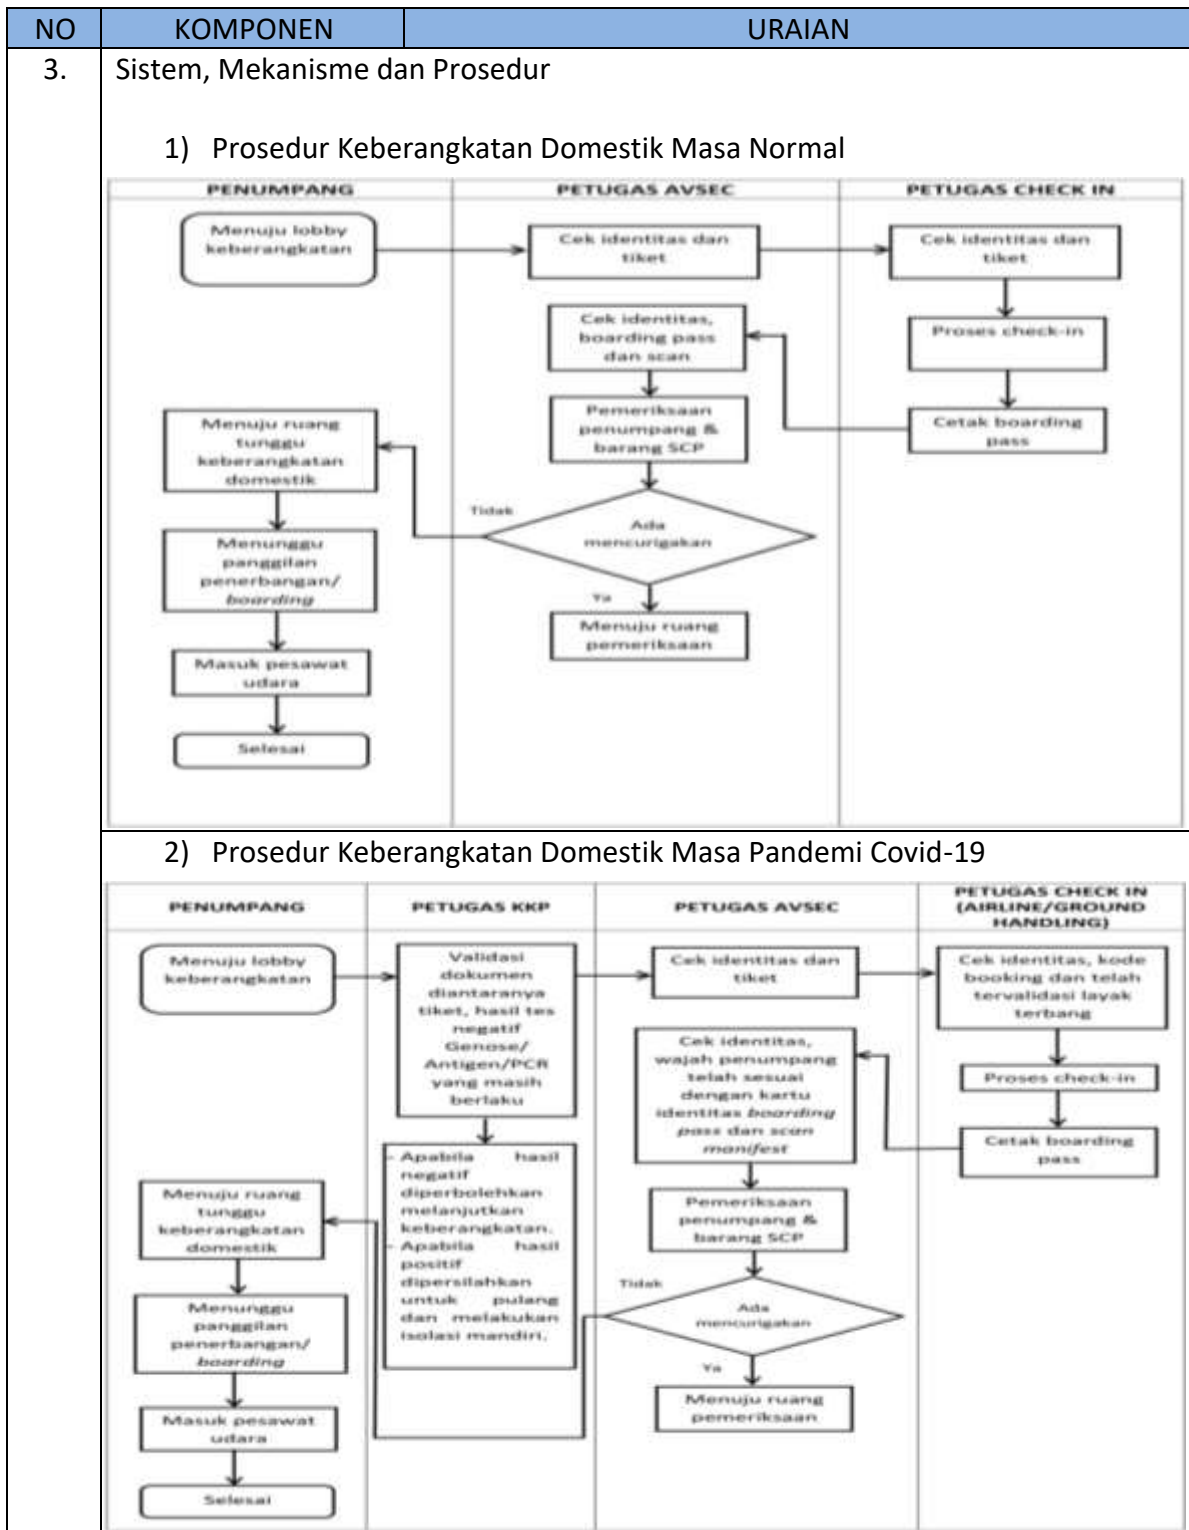 NO KOMPONEN URAIAN
3. Sistem, Mekanisme dan Prosedur
1) Prosedur Keberangkatan Domestik Masa Normal
PENUMPANG PETUGAS AVSEC PETUGAS CHECK IN
Menuju lobby
keberangkatan
Cek identitas dan
tiket
Cek identitas dan
tiket
Proses check-in
Cetak boarding
pass
Cek identitas,
boarding pass
dan scan
Pemeriksaan
penumpang &
barang SCP
Ada
mencurigakan
Tidak
Ya
Menuju ruang
pemeriksaan
Menuju ruang
tunggu
keberangkatan
domestik
Menunggu
panggilan
penerbangan/
boarding
Masuk pesawat
udara
Selesai
2) Prosedur Keberangkatan Domestik Masa Pandemi Covid-19
PENUMPANG PETUGAS KKP PETUGAS AVSEC
PETUGAS CHECK IN
(AIRLINE/GROUND
HANDLING)
Menuju lobby
keberangkatan
Validasi
dokumen
diantaranya
tiket, hasil tes
negatif
Genose/
Antigen/PCR
yang masih
berlaku
- Apabila hasil
negatif
diperbolehkan
melanjutkan
keberangkatan.
- Apabila hasil
positif
dipersilahkan
untuk pulang
dan melakukan
isolasi mandiri.
Cek identitas dan
tiket
Cek identitas, kode
booking dan telah
tervalidasi layak
terbang
Proses check-in
Cetak boarding
pass
Cek identitas,
wajah penumpang
telah sesuai
dengan kartu
identitas boarding
pass dan scan
manifest
Pemeriksaan
penumpang &
barang SCP
Ada
mencurigakan
Tidak
Ya
Menuju ruang
pemeriksaan
Menuju ruang
tunggu
keberangkatan
domestik
Menunggu
panggilan
penerbangan/
boarding
Masuk pesawat
udara
Selesai